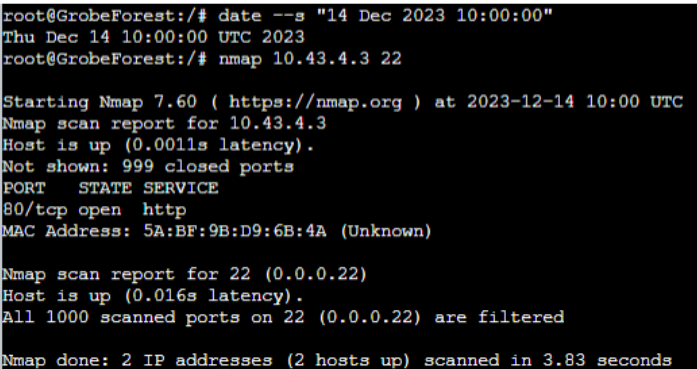 root@GrobeForest:/# date --s "14 Dec 2023 10:00:00"
Thu Dec 14 10:00:00 UTC 2023
root@GrobeForest:/# nmap 10.43.4.3 22
Starting Nmap 7.60 ( https://nmap.org ) at 2023-12-14 10:00 UTC
Nmap scan report for 10.43.4.3
Host is up (0.0011s latency).
Not shown: 999 closed ports
PORT   STATE SERVICE
80/tcp open  http
MAC Address: 5A:BF:9B:D9:6B:4A (Unknown)
Nmap scan report for 22 (0.0.0.22)
Host is up (0.016s latency).
All 1000 scanned ports on 22 (0.0.0.22) are filtered
Nmap done: 2 IP addresses (2 hosts up) scanned in 3.83 seconds